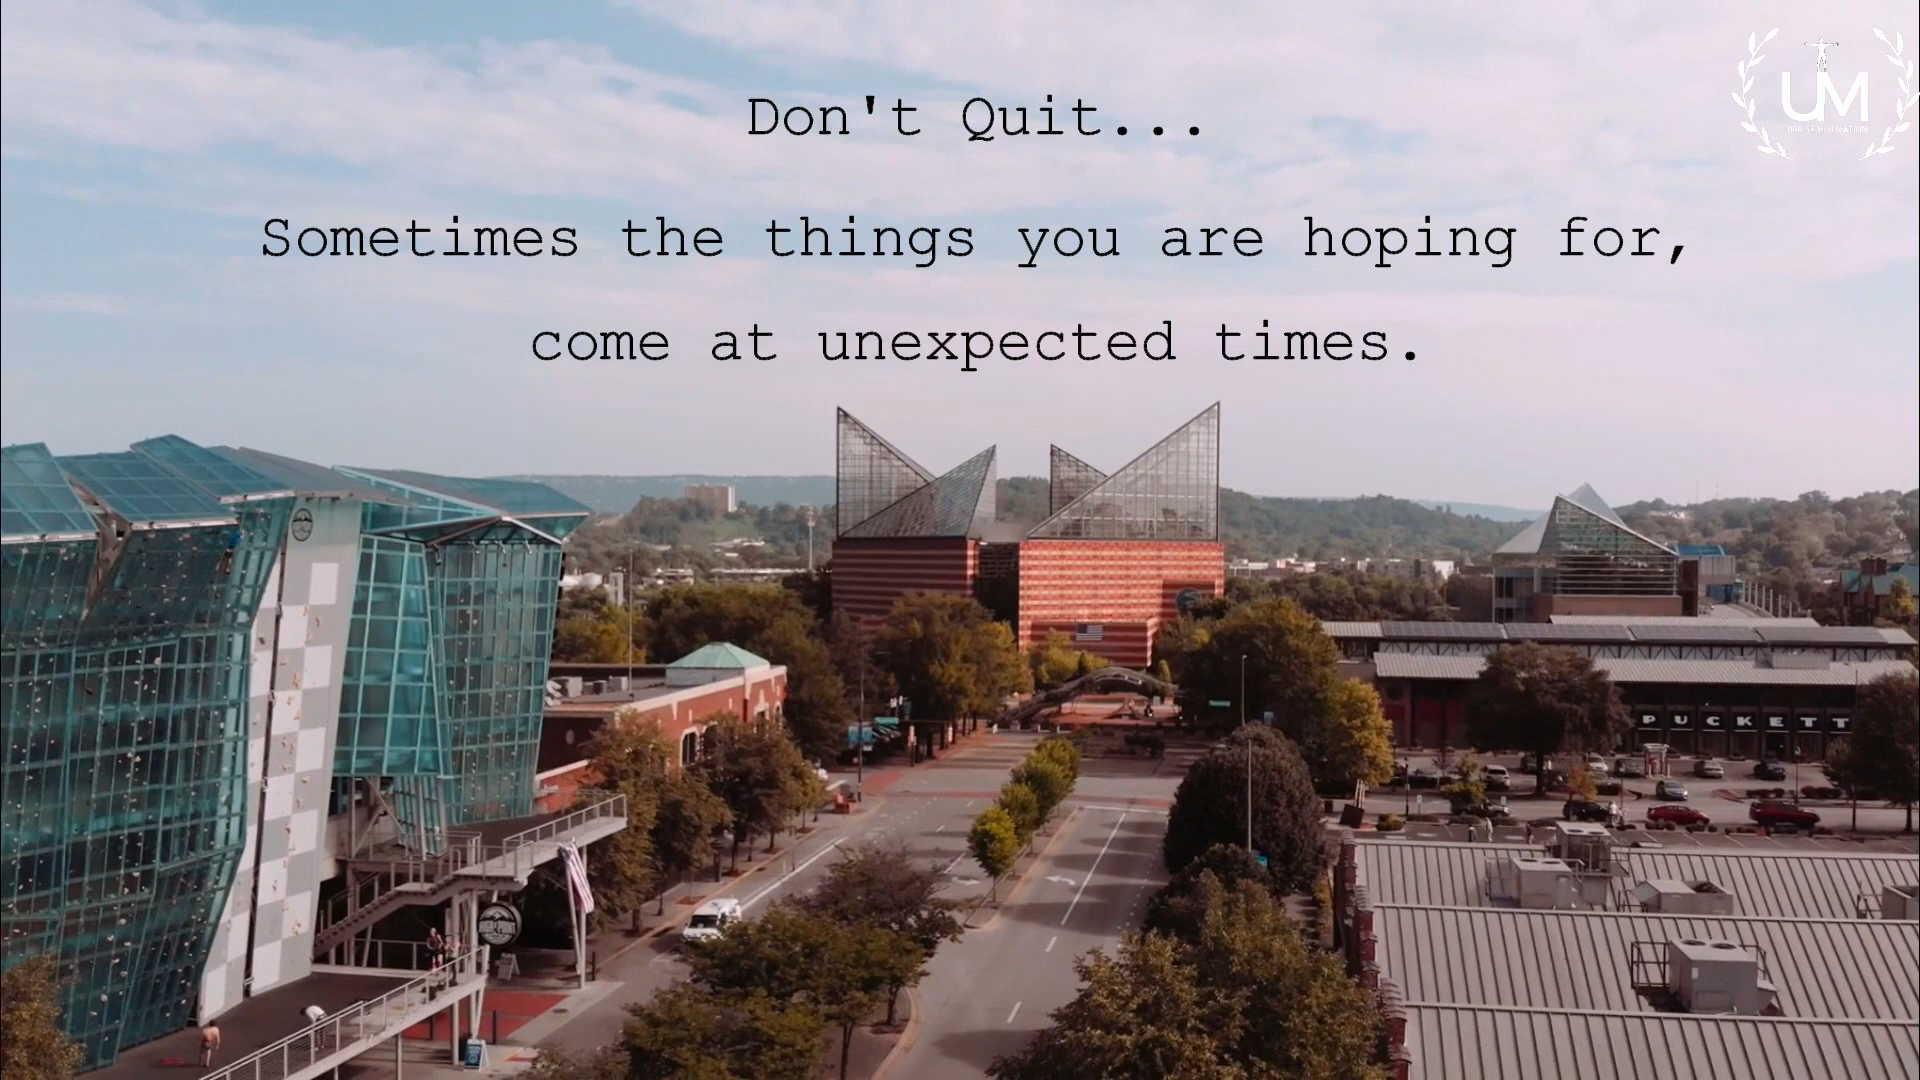 Don't Quit...
Sometimes the things you are hoping for,
come at unexpected times.
UM
PUCKETT